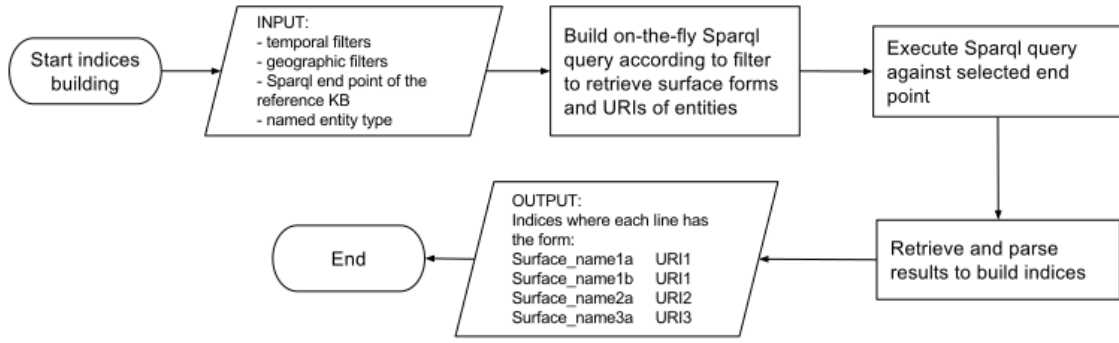 Start indices
building
INPUT:
- temporal filters
- geographic filters
- Sparql end point of the
reference KB
- named entity type
Build on-the-fly Sparql
query according to filter
to retrieve surface forms
and URIs of entities
Execute Sparql query
against selected end
point
Retrieve and parse
results to build indices
OUTPUT:
Indices where each line has
the form:
Surface_name1a URI1
Surface_name1b URI1
Surface_name2a URI2
Surface_name3a URI3
End